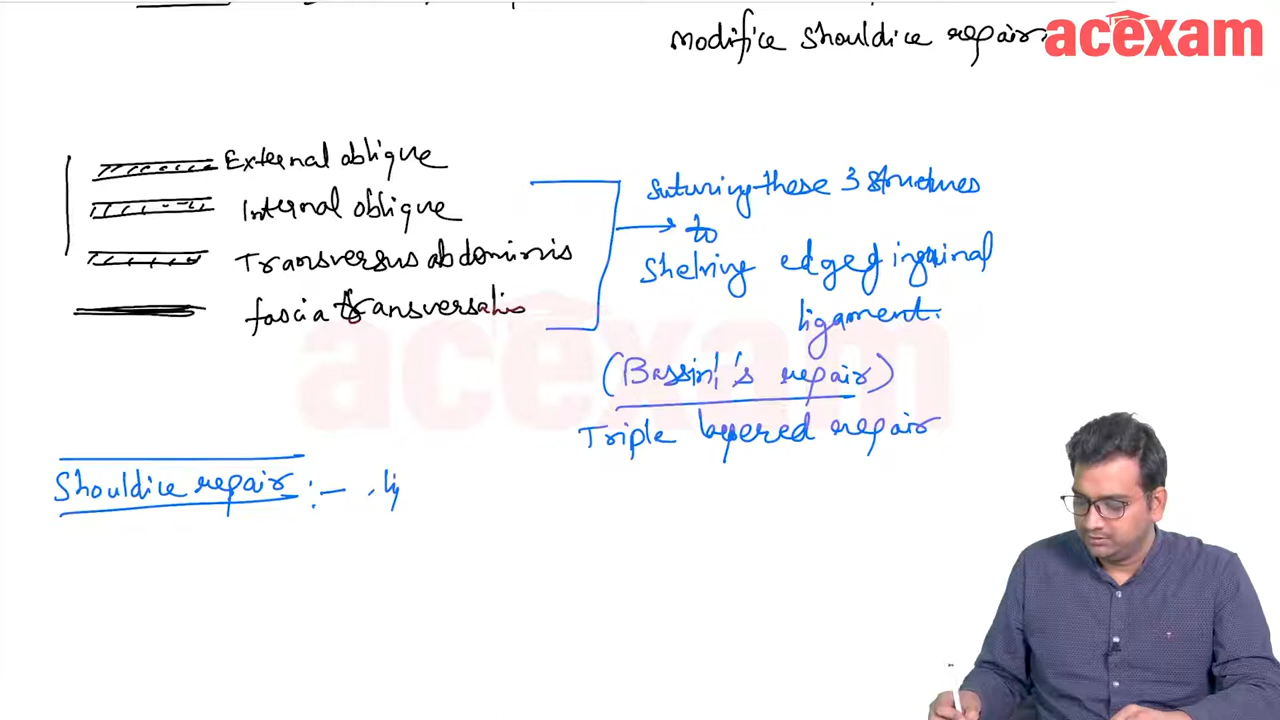 modifice shouldice repair.
acexam
External oblique
Internal oblique
Transversus abdominis
fascia transversalis
suturing these 3 structures
to
Shelving edge of inguinal
ligament.
(Bassini's repair)
Triple layered repair
Shouldice repair :-
acexam